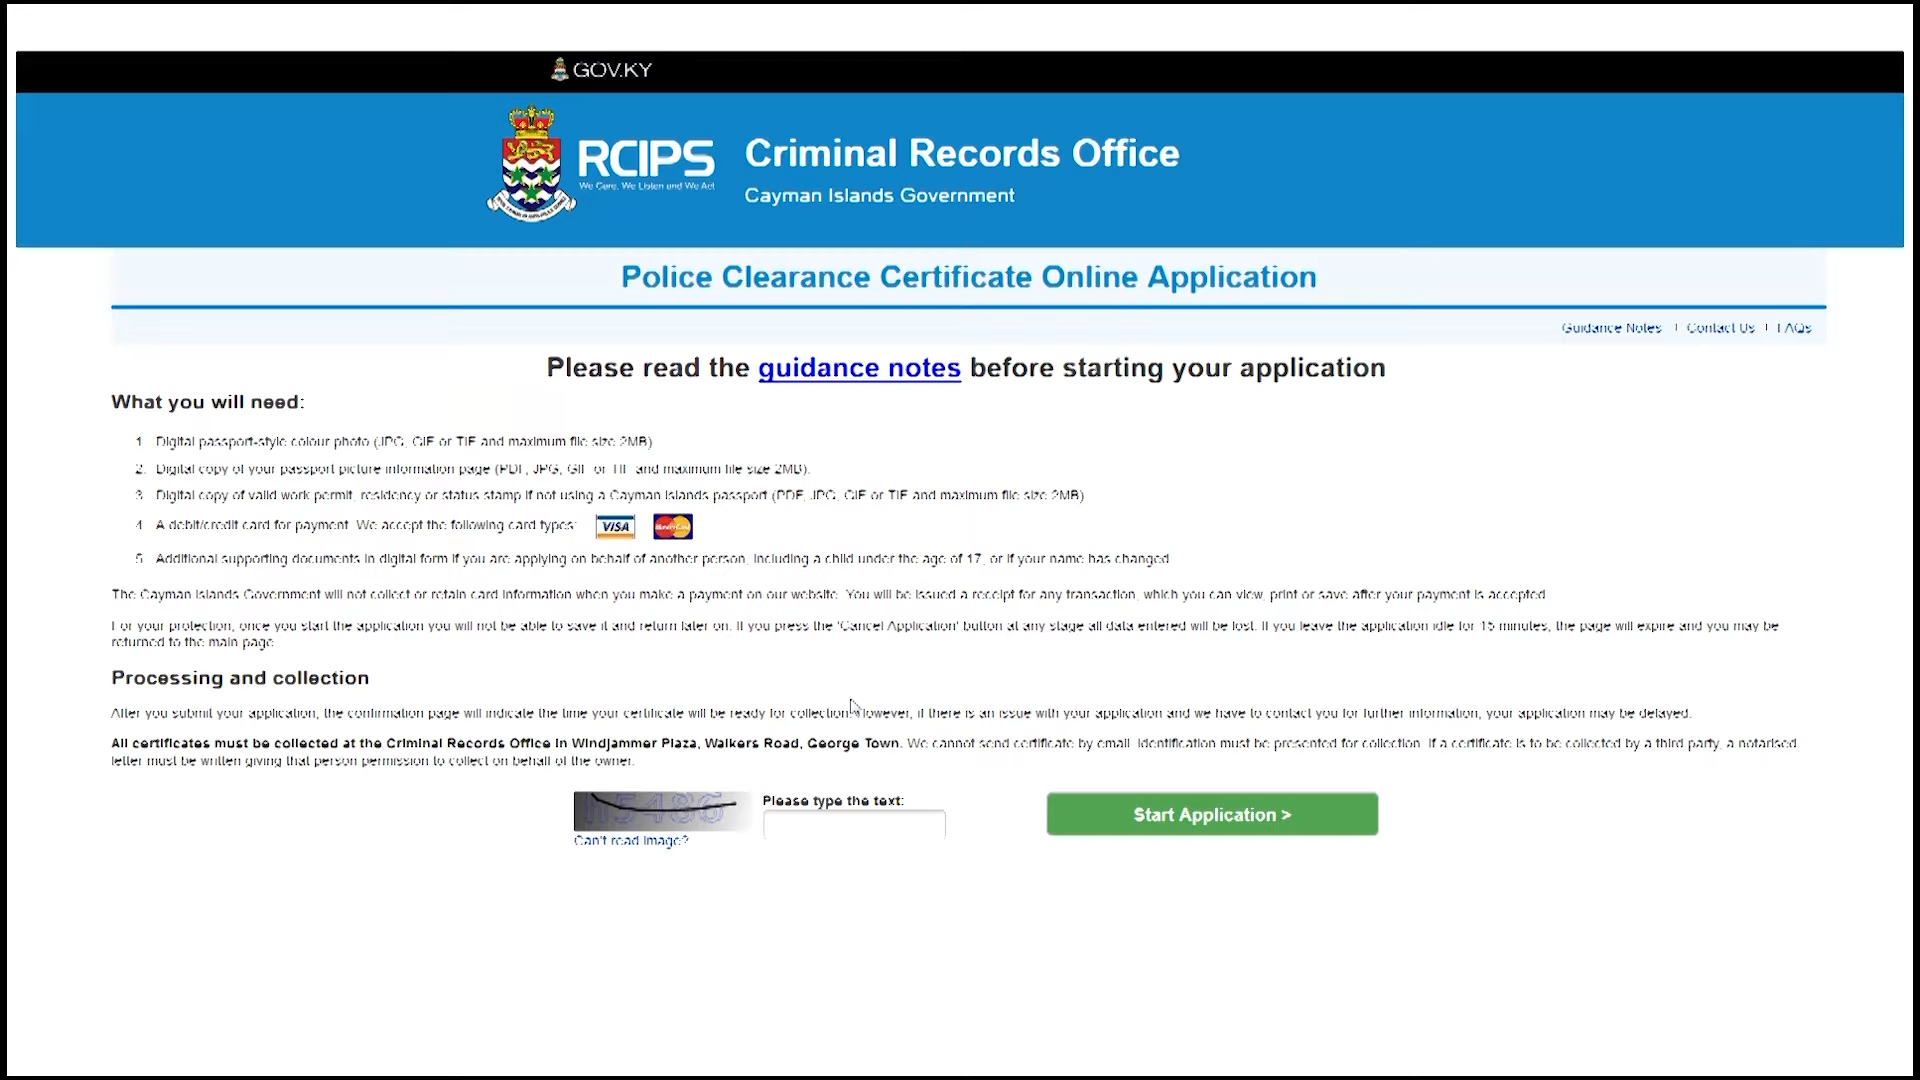 GOV.KY
RCIPS
We Care, We Listen and We Act
Criminal Records Office
Cayman Islands Government
Police Clearance Certificate Online Application
Guidance Notes | Contact Us | FAQs
Please read the guidance notes before starting your application
What you will need:
1. Digital passport-style colour photo (JPG, GIF or TIF and maximum file size 2MB)
2. Digital copy of your passport picture information page (PDF, JPG, GIF or TIF and maximum file size 2MB).
3. Digital copy of valid work permit, residency or status stamp if not using a Cayman Islands passport (PDF, JPG, GIF or TIF and maximum file size 2MB)
4. A debit/credit card for payment. We accept the following card types: VISA MasterCard
5. Additional supporting documents in digital form if you are applying on behalf of another person, including a child under the age of 17, or if your name has changed
The Cayman Islands Government will not collect or retain card information when you make a payment on our website. You will be issued a receipt for any transaction, which you can view, print or save after your payment is accepted
For your protection, once you start the application you will not be able to save it and return later on. If you press the 'Cancel Application' button at any stage all data entered will be lost. If you leave the application idle for 15 minutes, the page will expire and you may be
returned to the main page
Processing and collection
After you submit your application, the confirmation page will indicate the time your certificate will be ready for collection. However, if there is an issue with your application and we have to contact you for further information, your application may be delayed.
All certificates must be collected at the Criminal Records Office in Windjammer Plaza, Walkers Road, George Town. We cannot send certificate by email. Identification must be presented for collection. If a certificate is to be collected by a third party, a notarised
letter must be written giving that person permission to collect on behalf of the owner.
Please type the text:
Can't read image?
Start Application >